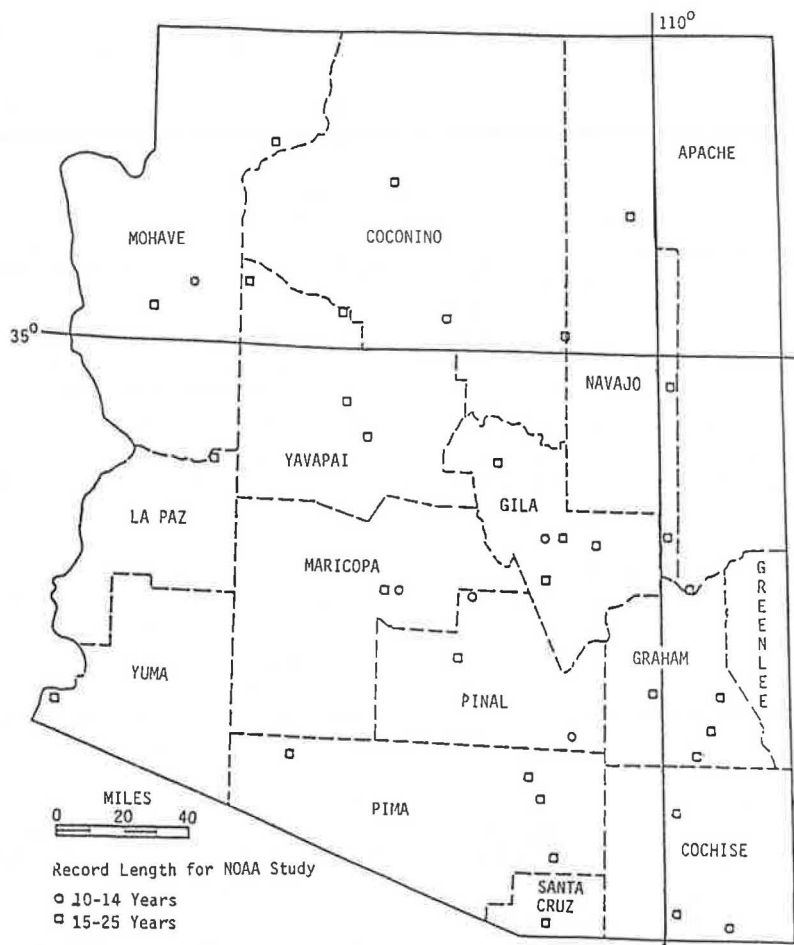 110°
APACHE
MOHAVE
COCONINO
35°
NAVAJO
YAVAPAI
LA PAZ
GILA
MARICOPA
GREENLEE
GRAHAM
YUMA
PINAL
MILES
0 20 40
PIMA
COCHISE
Record Length for NOAA Study
10-14 Years
15-25 Years
SANTA
CRUZ